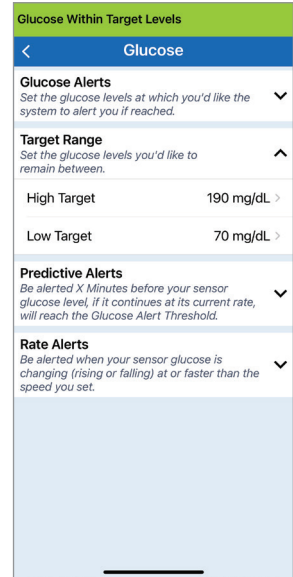 Glucose Within Target Levels
Glucose
Glucose Alerts
Set the glucose levels at which you'd like the
system to alert you if reached.
Target Range
Set the glucose levels you'd like to
remain between.
High Target 190 mg/dL
Low Target 70 mg/dL
Predictive Alerts
Be alerted X Minutes before your sensor
glucose level, if it continues at its current rate,
will reach the Glucose Alert Threshold.
Rate Alerts
Be alerted when your sensor glucose is
changing (rising or falling) at or faster than the
speed you set.